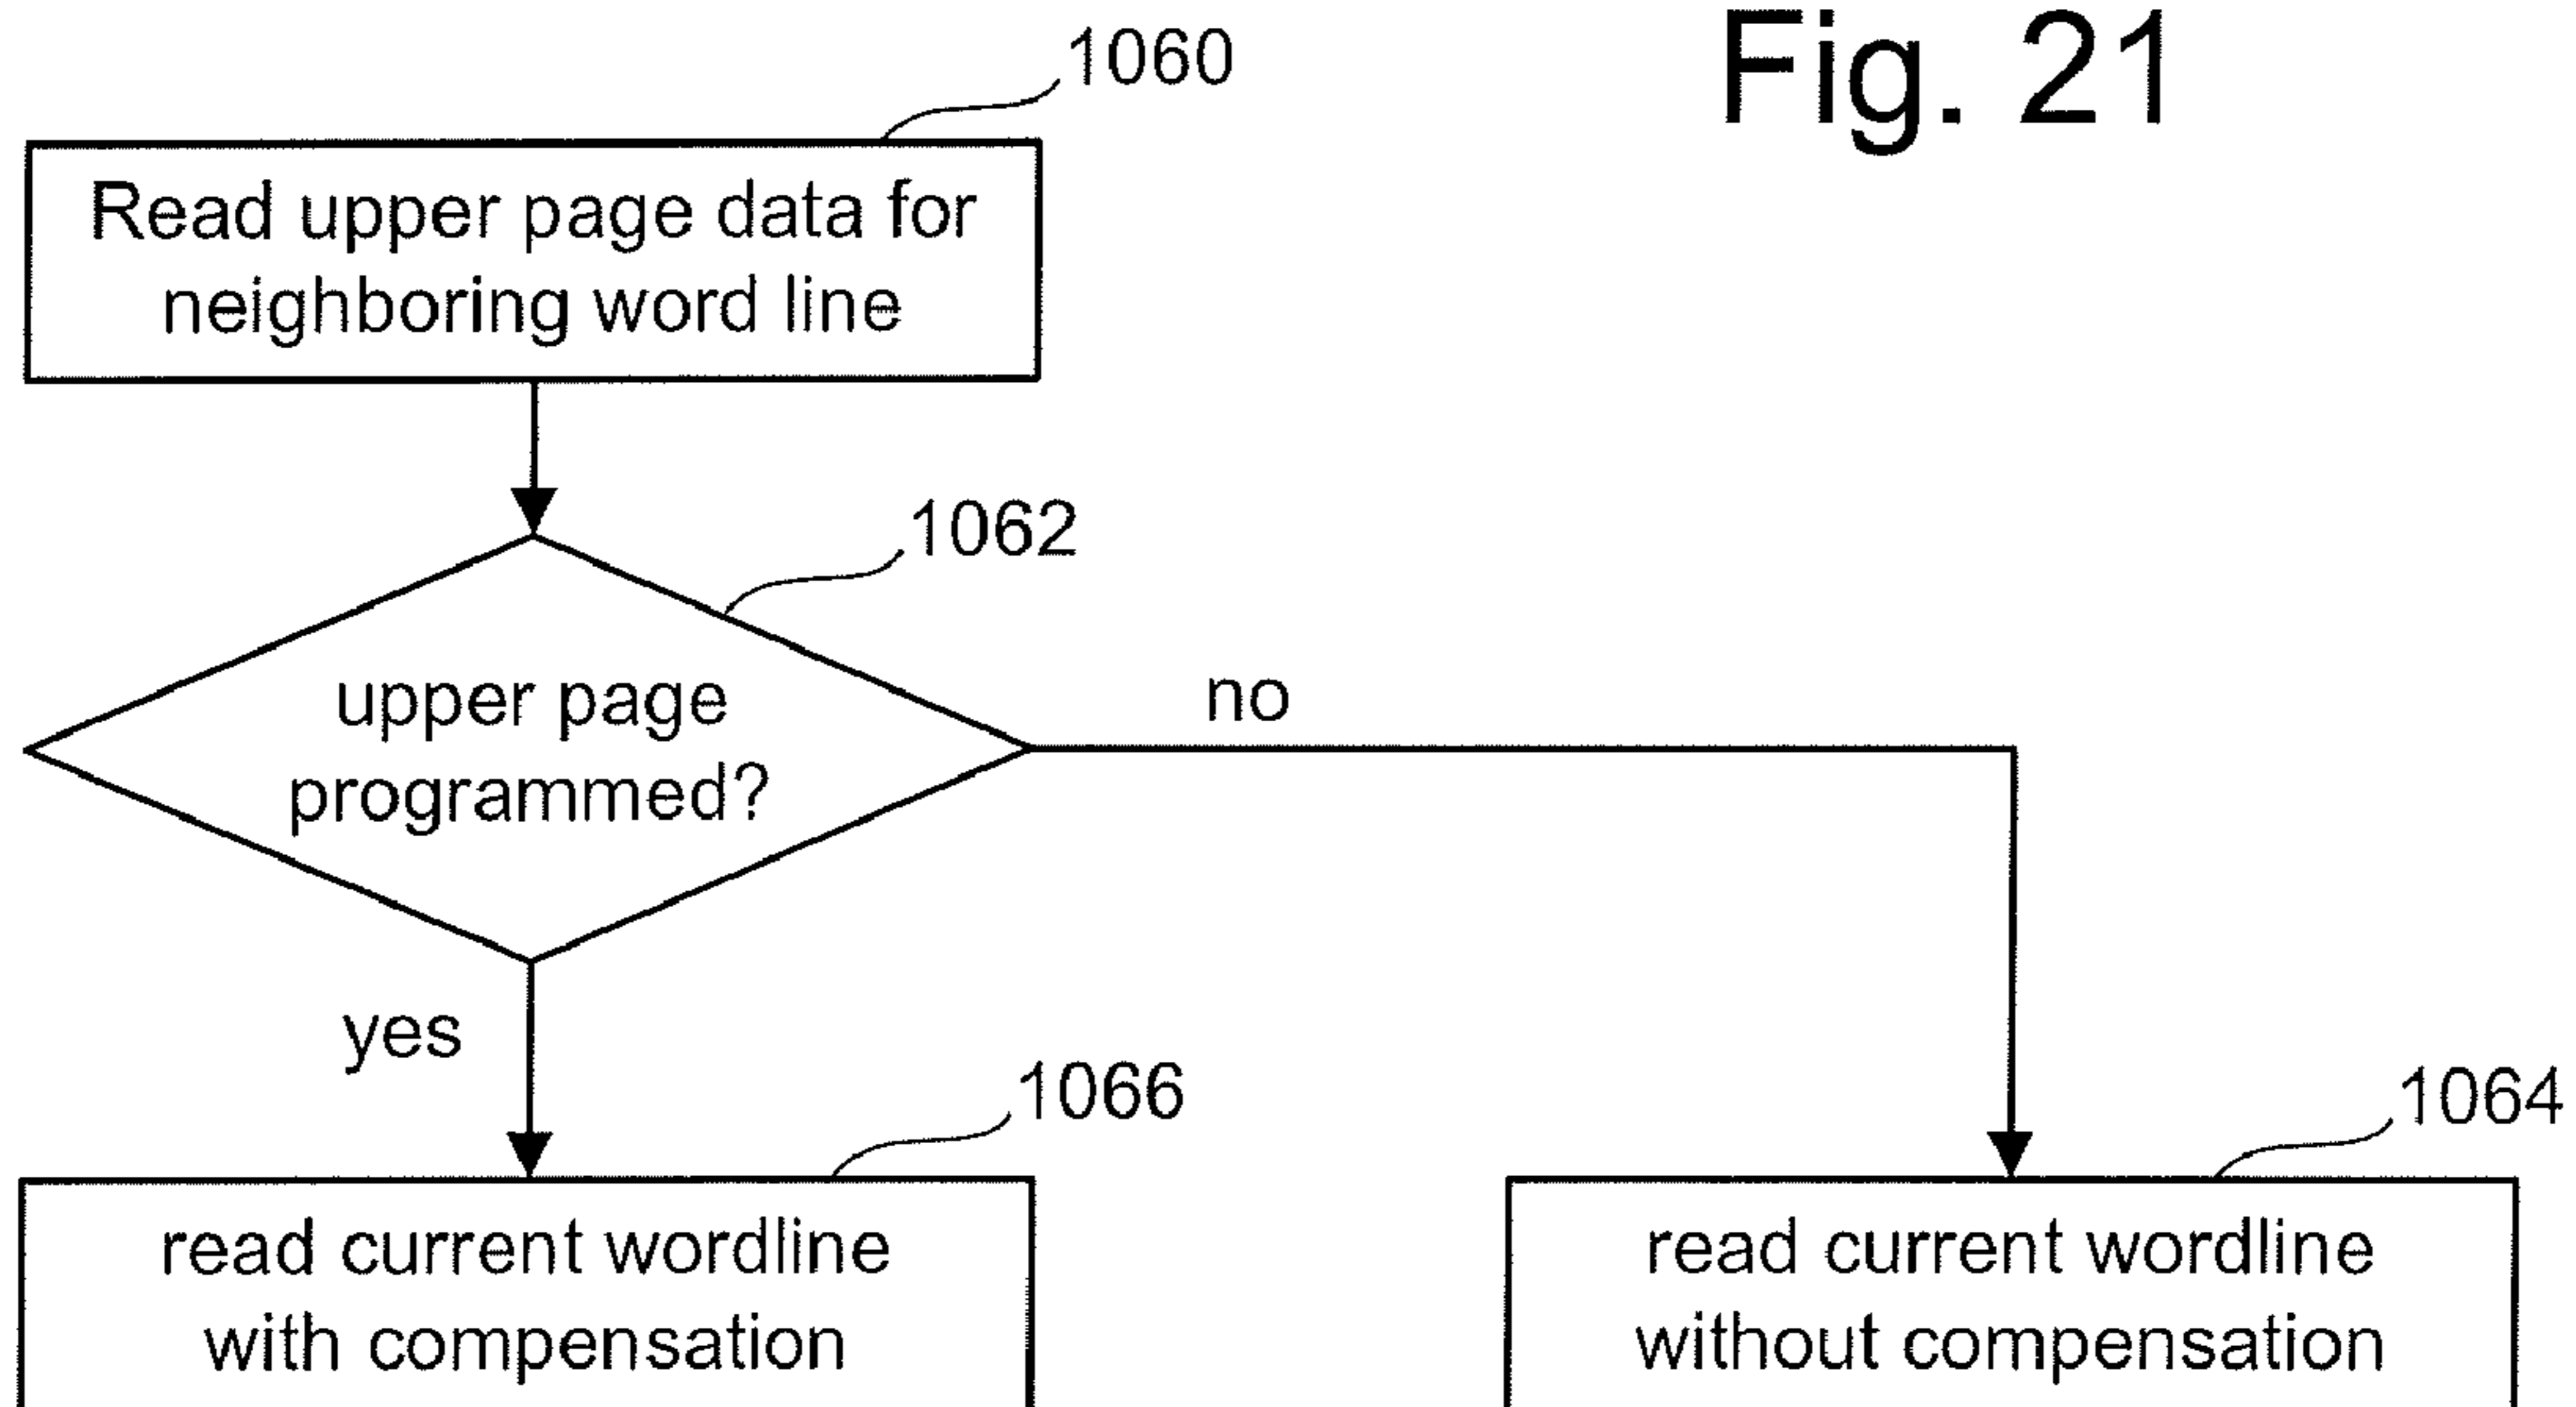 Fig. 21
1060
Read upper page data for
neighboring word line
1062
upper page
programmed?
no
yes
1066
1064
read current wordline
with compensation
read current wordline
without compensation